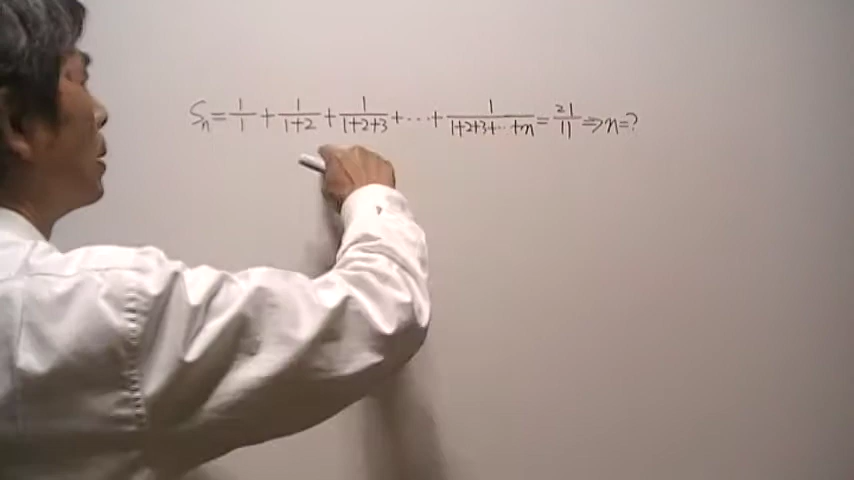 Sₙ = 1/1 + 1/(1+2) + 1/(1+2+3) + ⋯ + 1/(1+2+3+⋯+n) = 21/11 ⇒ n=?